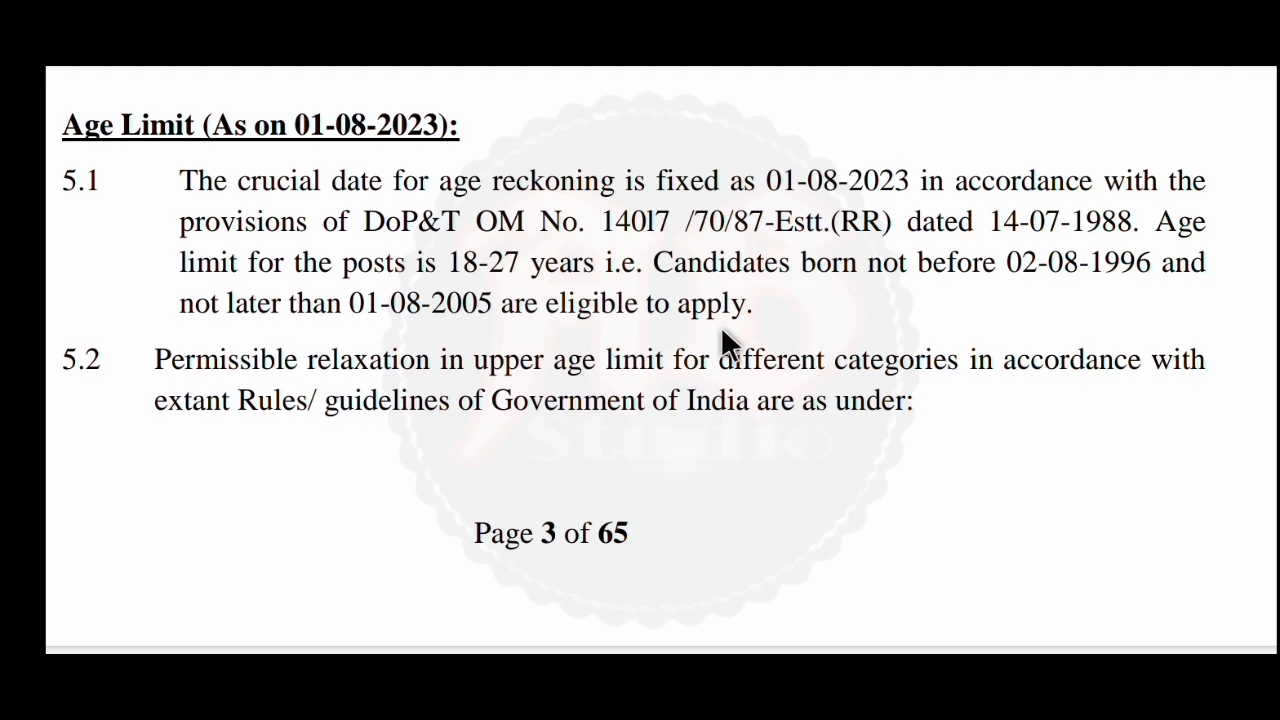 Age Limit (As on 01-08-2023):
5.1 The crucial date for age reckoning is fixed as 01-08-2023 in accordance with the
provisions of DoP&T OM No. 140l7 /70/87-Estt.(RR) dated 14-07-1988. Age
limit for the posts is 18-27 years i.e. Candidates born not before 02-08-1996 and
not later than 01-08-2005 are eligible to apply.
5.2 Permissible relaxation in upper age limit for different categories in accordance with
extant Rules/ guidelines of Government of India are as under:
Studio
Page 3 of 65